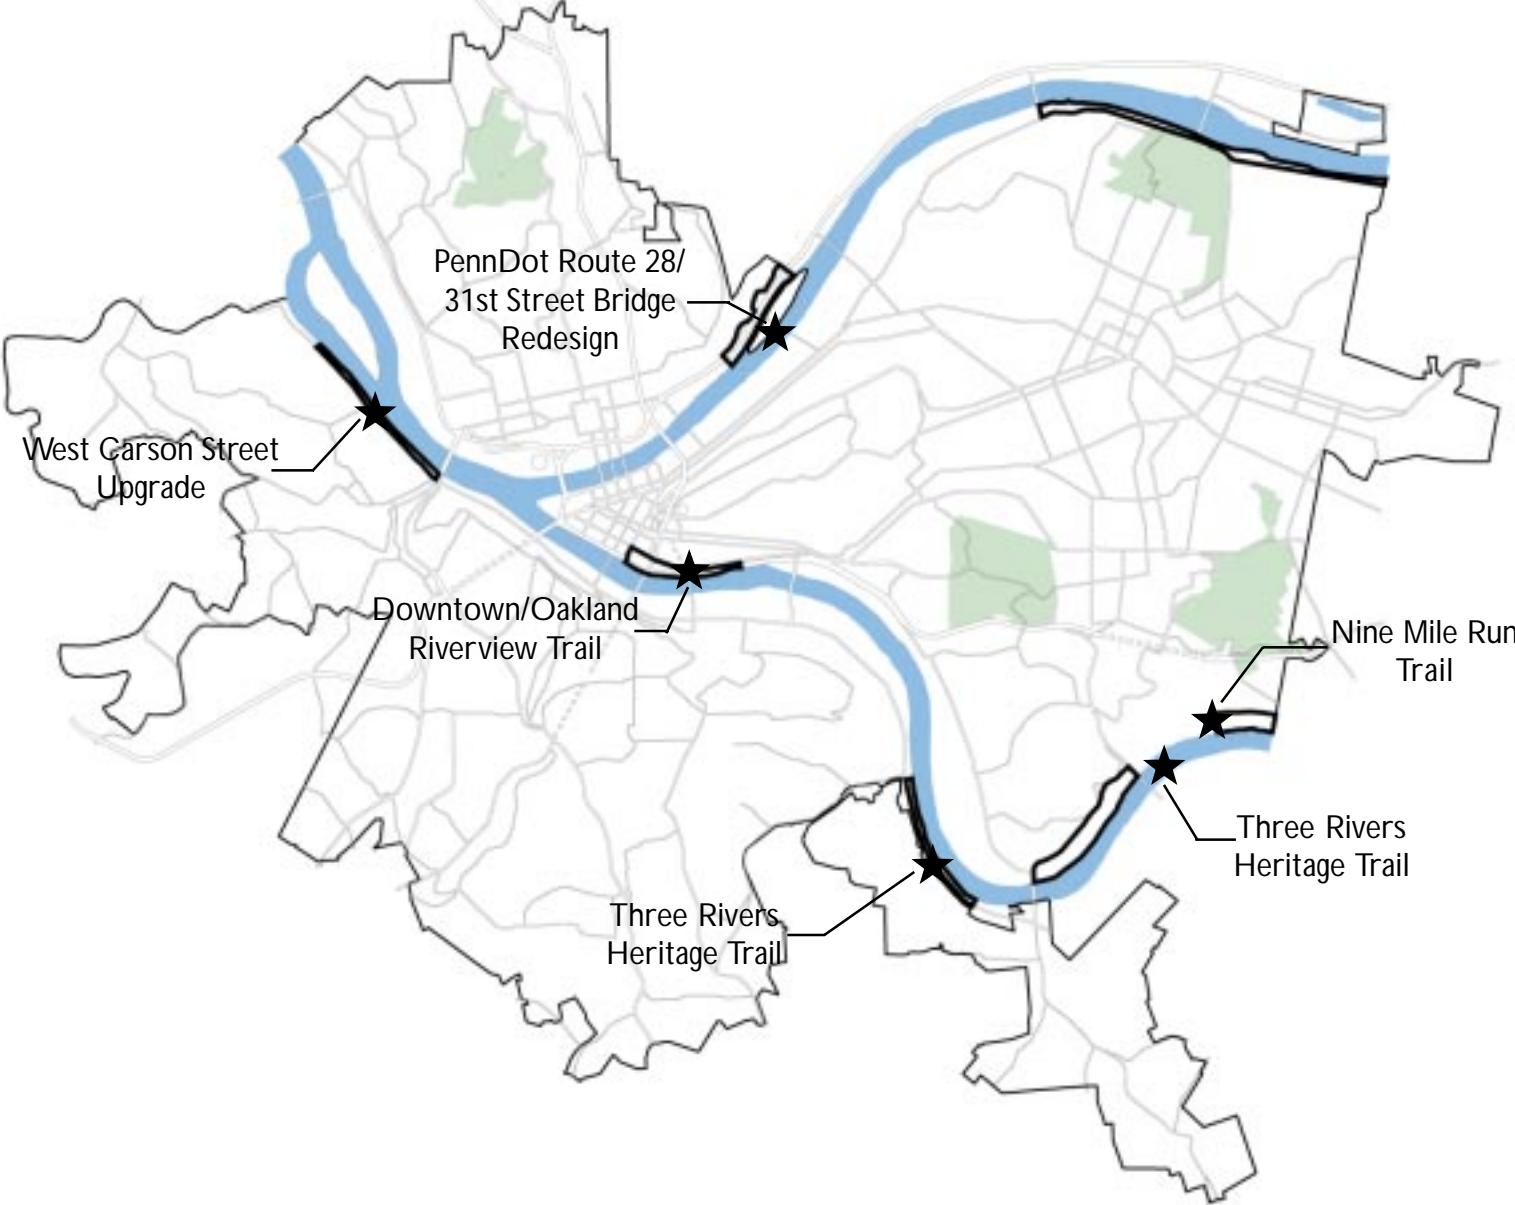 PennDot Route 28/
31st Street Bridge
Redesign
West Carson Street
Upgrade
Downtown/Oakland
Riverview Trail
Nine Mile Run
Trail
Three Rivers
Heritage Trail
Three Rivers
Heritage Trail